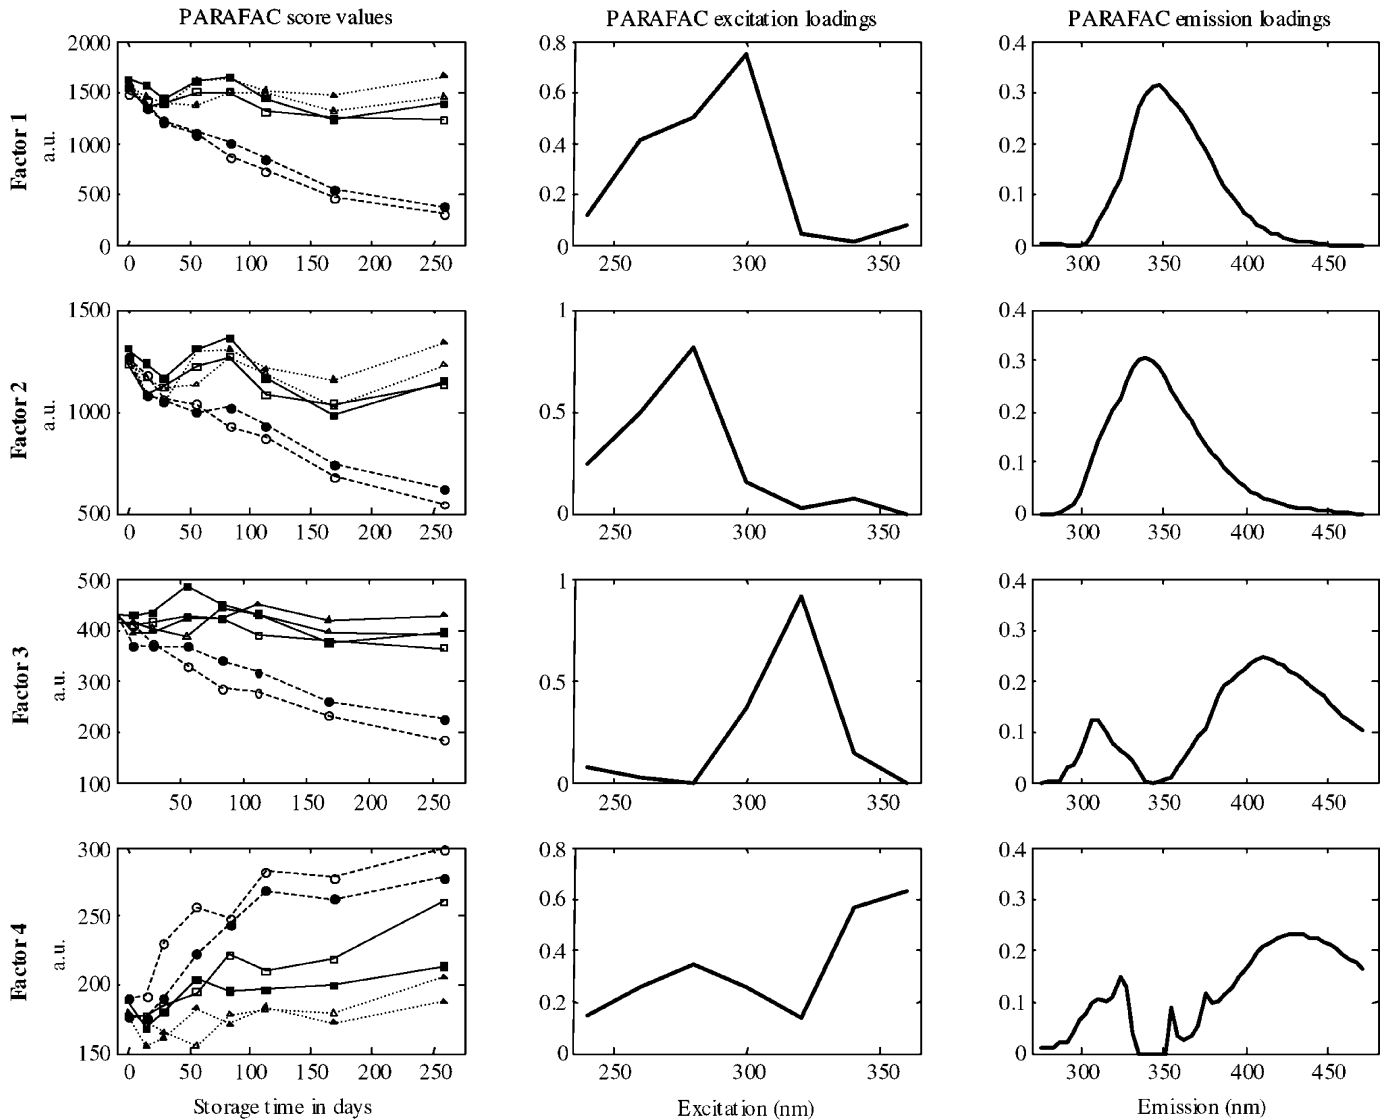 PARAFAC score values
PARAFAC excitation loadings
PARAFAC emission loadings
Factor 1
a.u.
2000
1500
1000
500
0
0 50 100 150 200 250
0.8
0.6
0.4
0.2
0
250 300 350
0.4
0.3
0.2
0.1
0
300 350 400 450
Factor 2
a.u.
1500
1000
500
0 50 100 150 200 250
1
0.5
0
250 300 350
0.4
0.3
0.2
0.1
0
300 350 400 450
Factor 3
a.u.
500
400
300
200
100
50 100 150 200 250
1
0.5
0
250 300 350
0.4
0.3
0.2
0.1
0
300 350 400 450
Factor 4
a.u.
300
250
200
150
0 50 100 150 200 250
Storage time in days
0.8
0.6
0.4
0.2
0
250 300 350
Excitation (nm)
0.4
0.3
0.2
0.1
0
300 350 400 450
Emission (nm)